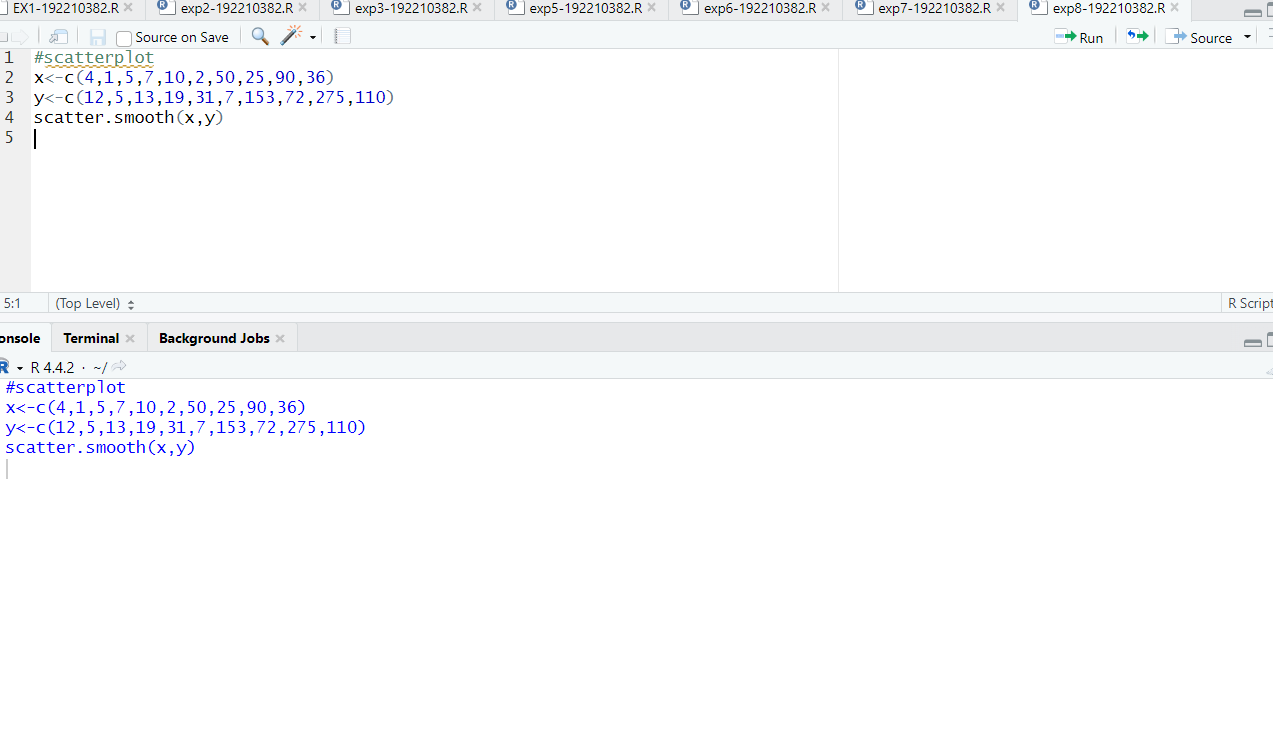 EX1-192210382.R exp2-192210382.R exp3-192210382.R exp5-192210382.R exp6-192210382.R exp7-192210382.R exp8-192210382.R
Source on Save Run Source
1 #scatterplot
2 x<-c(4,1,5,7,10,2,50,25,90,36)
3 y<-c(12,5,13,19,31,7,153,72,275,110)
4 scatter.smooth(x,y)
5
5:1 (Top Level) R Script
onsole Terminal Background Jobs
R R 4.4.2 · ~/
#scatterplot
x<-c(4,1,5,7,10,2,50,25,90,36)
y<-c(12,5,13,19,31,7,153,72,275,110)
scatter.smooth(x,y)